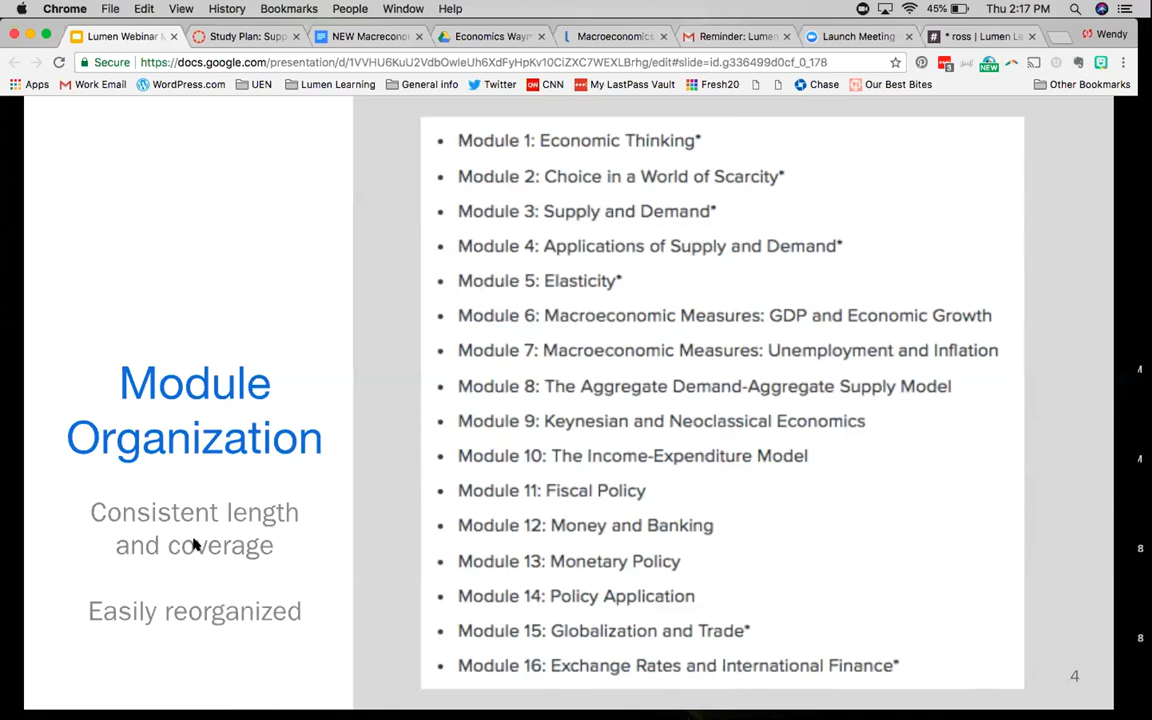 Chrome File Edit View History Bookmarks People Window Help 45% Thu 2:17 PM
Lumen Webinar Study Plan: Supp NEW Macrecon Economics Waym Macroeconomics Reminder: Lumen Launch Meeting * ross | Lumen L Wendy
Secure https://docs.google.com/presentation/d/1VVHU6KuU2VdbOwleUh6XdFyHpKv10CiZXC7WEXLBrhg/edit#slide=id.g336499d0cf_0_178
Apps Work Email WordPress.com UEN Lumen Learning General info Twitter CNN My LastPass Vault Fresh20 Chase Our Best Bites Other Bookmarks
Module
Organization
Consistent length
and coverage
Easily reorganized
• Module 1: Economic Thinking*
• Module 2: Choice in a World of Scarcity*
• Module 3: Supply and Demand*
• Module 4: Applications of Supply and Demand*
• Module 5: Elasticity*
• Module 6: Macroeconomic Measures: GDP and Economic Growth
• Module 7: Macroeconomic Measures: Unemployment and Inflation
• Module 8: The Aggregate Demand-Aggregate Supply Model
• Module 9: Keynesian and Neoclassical Economics
• Module 10: The Income-Expenditure Model
• Module 11: Fiscal Policy
• Module 12: Money and Banking
• Module 13: Monetary Policy
• Module 14: Policy Application
• Module 15: Globalization and Trade*
• Module 16: Exchange Rates and International Finance*
4